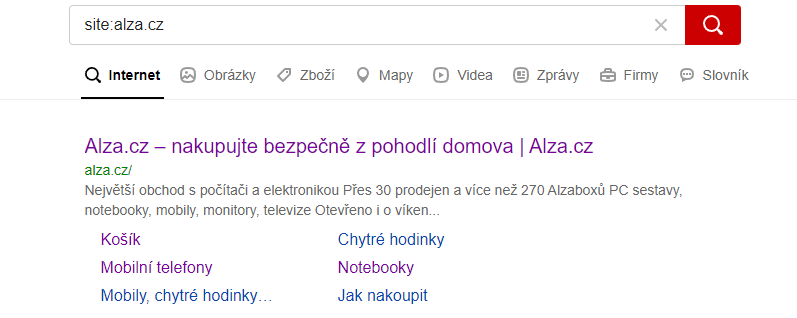 site:alza.cz
Internet Obrázky Zboží Mapy Videa Zprávy Firmy Slovník
Alza.cz – nakupujte bezpečně z pohodlí domova | Alza.cz
alza.cz/
Největší obchod s počítači a elektronikou Přes 30 prodejen a více než 270 Alzaboxů PC sestavy,
notebooky, mobily, monitory, televize Otevřeno i o víken...
Košík Chytré hodinky
Mobilní telefony Notebooky
Mobily, chytré hodinky… Jak nakoupit